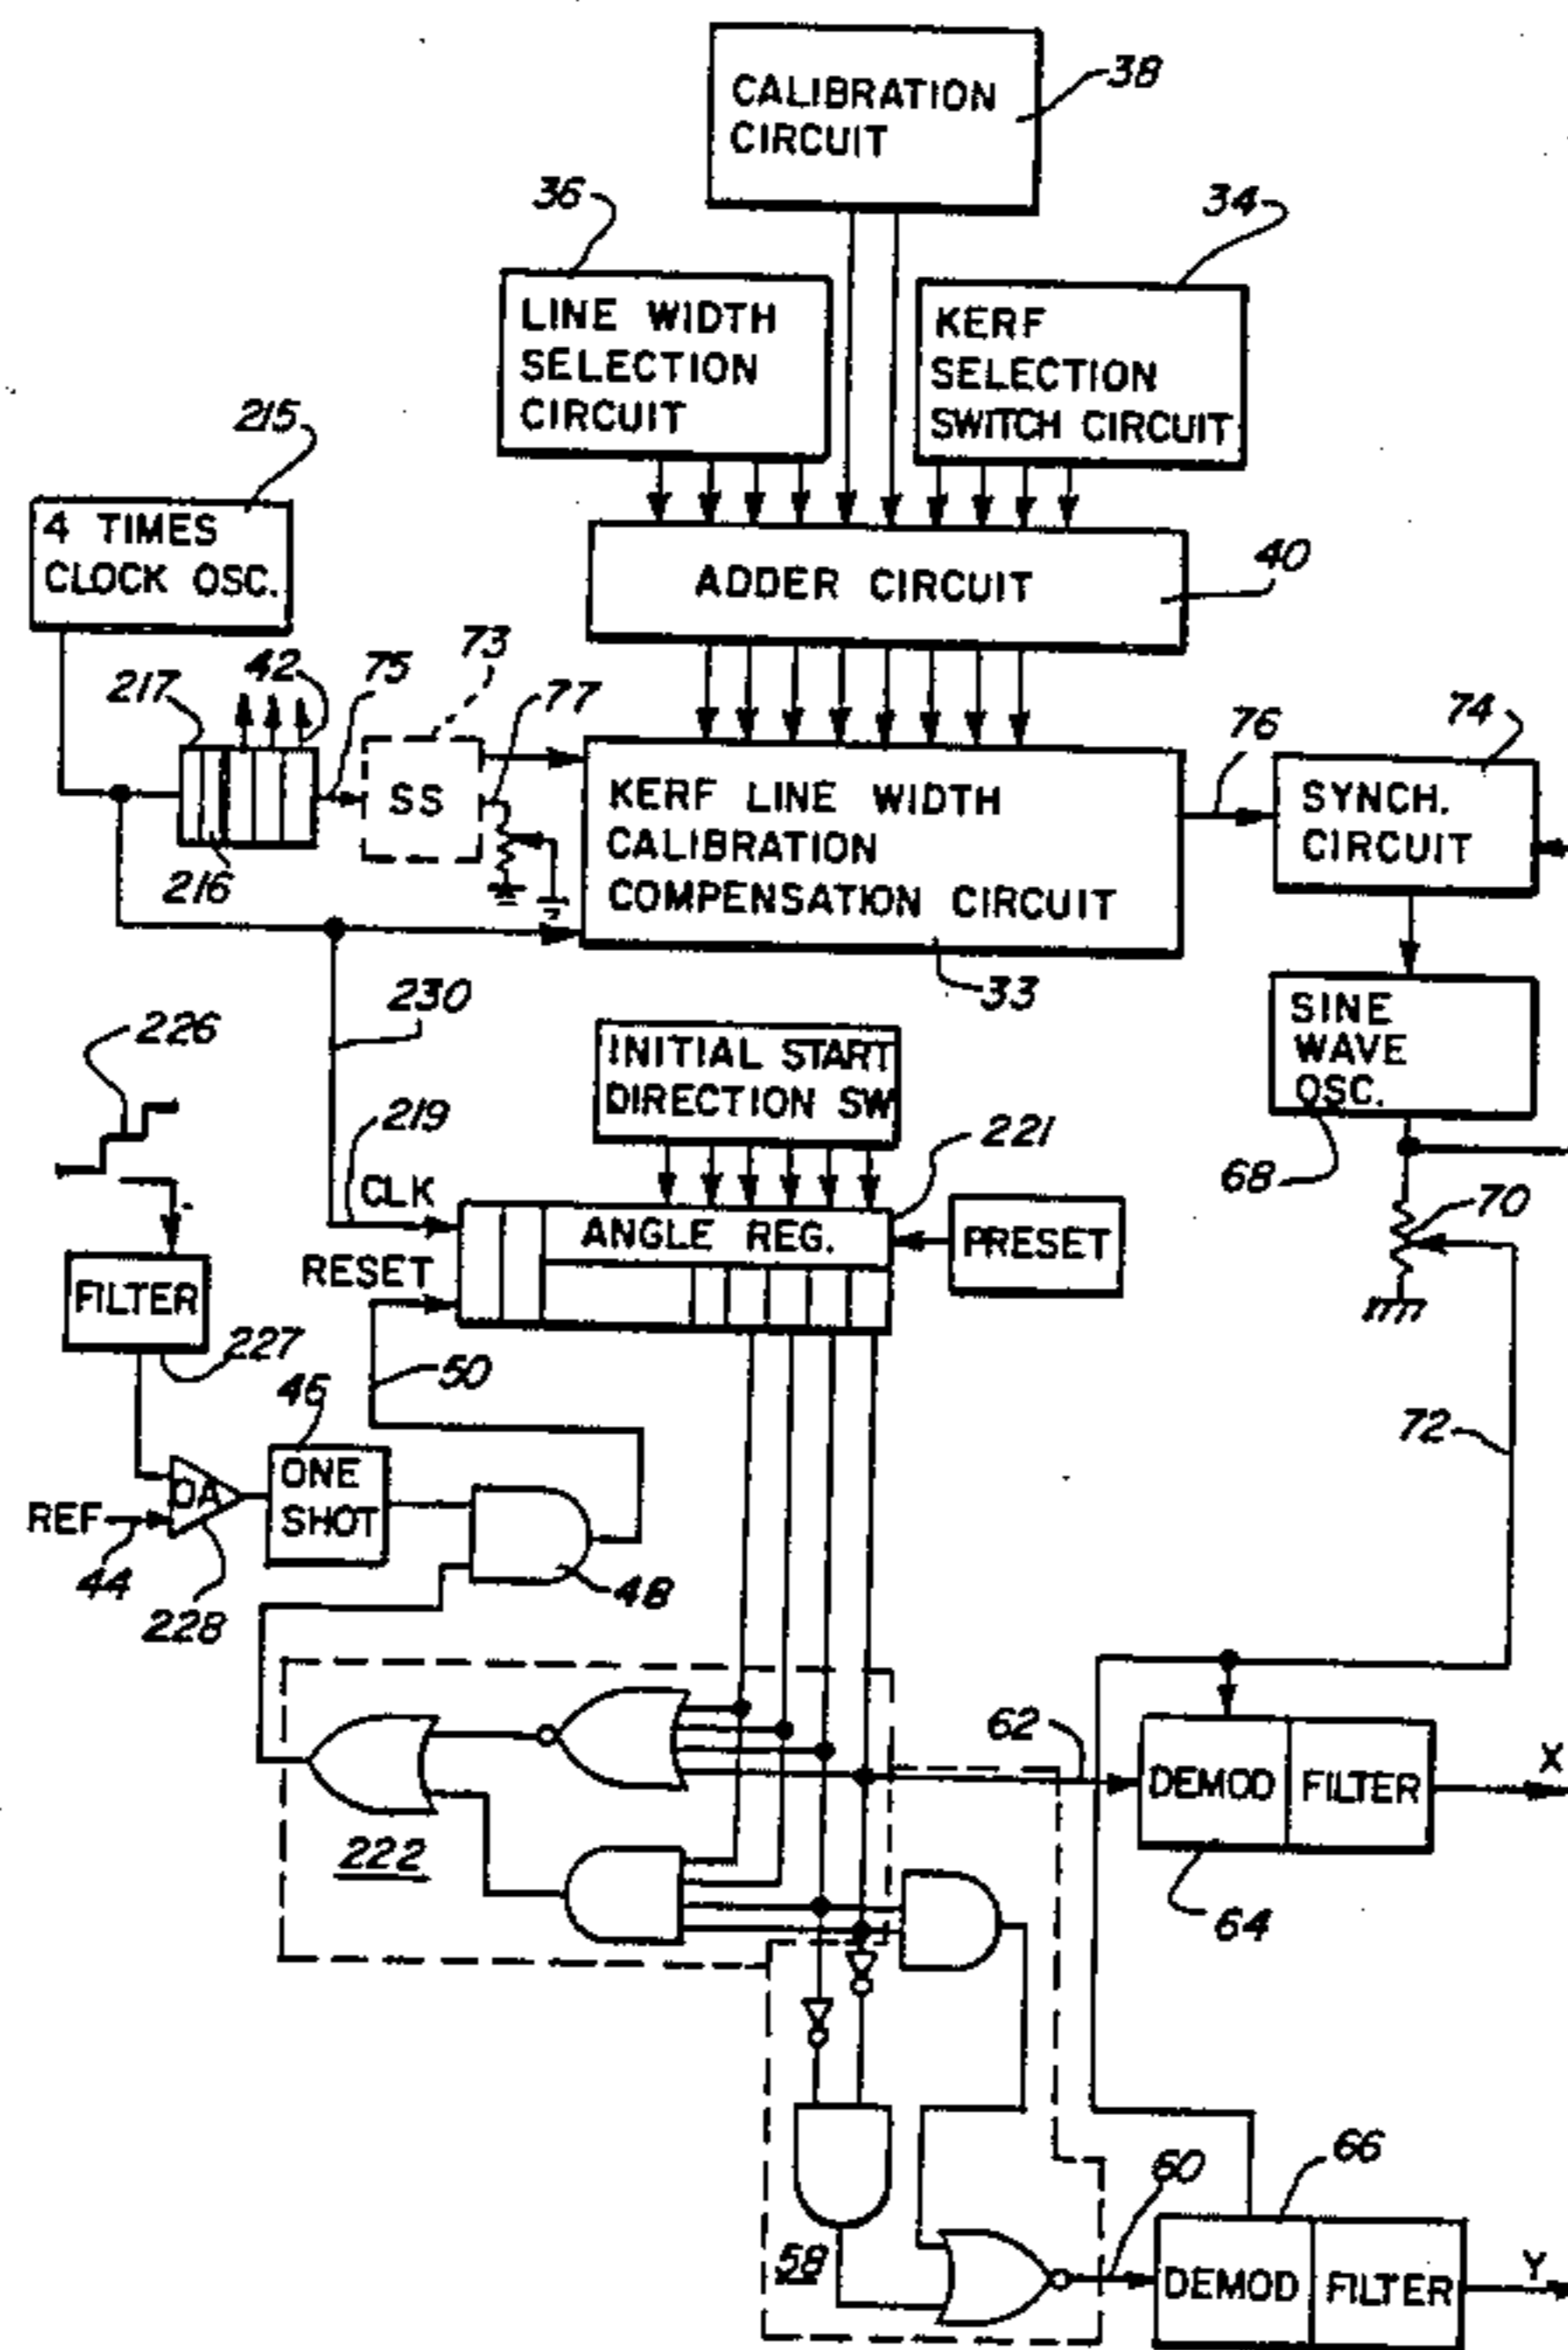 CALIBRATION
CIRCUIT
38
36
34
LINE WIDTH
SELECTION
CIRCUIT
KERF
SELECTION
SWITCH CIRCUIT
215
4 TIMES
CLOCK OSC.
ADDER CIRCUIT
40
217
42
75
73
77
76
74
SS
216
KERF LINE WIDTH
CALIBRATION
COMPENSATION CIRCUIT
SYNCH.
CIRCUIT
33
230
226
SINE
WAVE
OSC.
INITIAL START
DIRECTION SW
219
221
68
70
CLK
RESET
ANGLE REG.
PRESET
FILTER
227
50
46
72
ONE
SHOT
DA
REF
44
228
48
62
X
DEMOD
FILTER
222
64
66
60
58
Y
DEMOD
FILTER